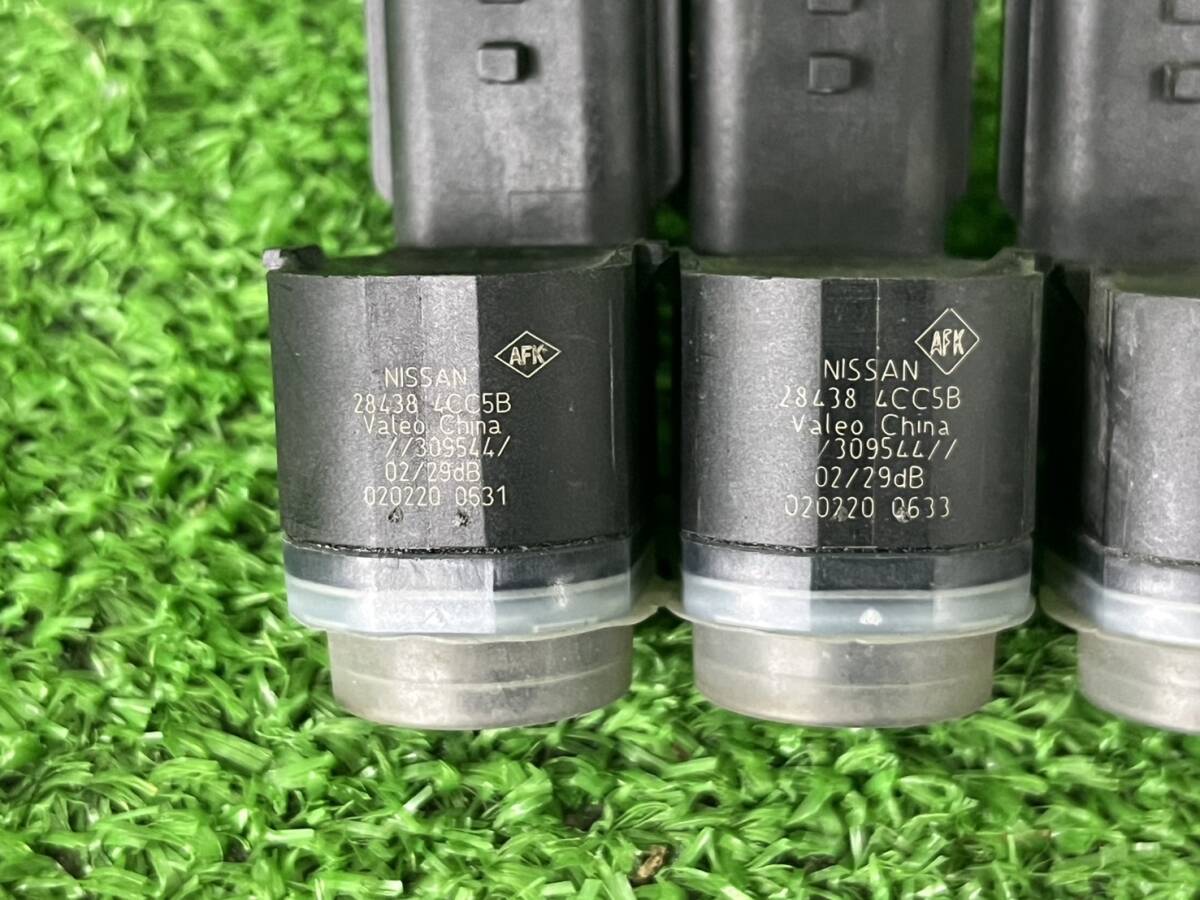 AFK
NISSAN
28438 4CC5B
Valeo China
//309544/
02/29dB
020220 0631
AFK
NISSAN
28438 4CC5B
Valeo China
/309544//
02/29dB
020220 0633